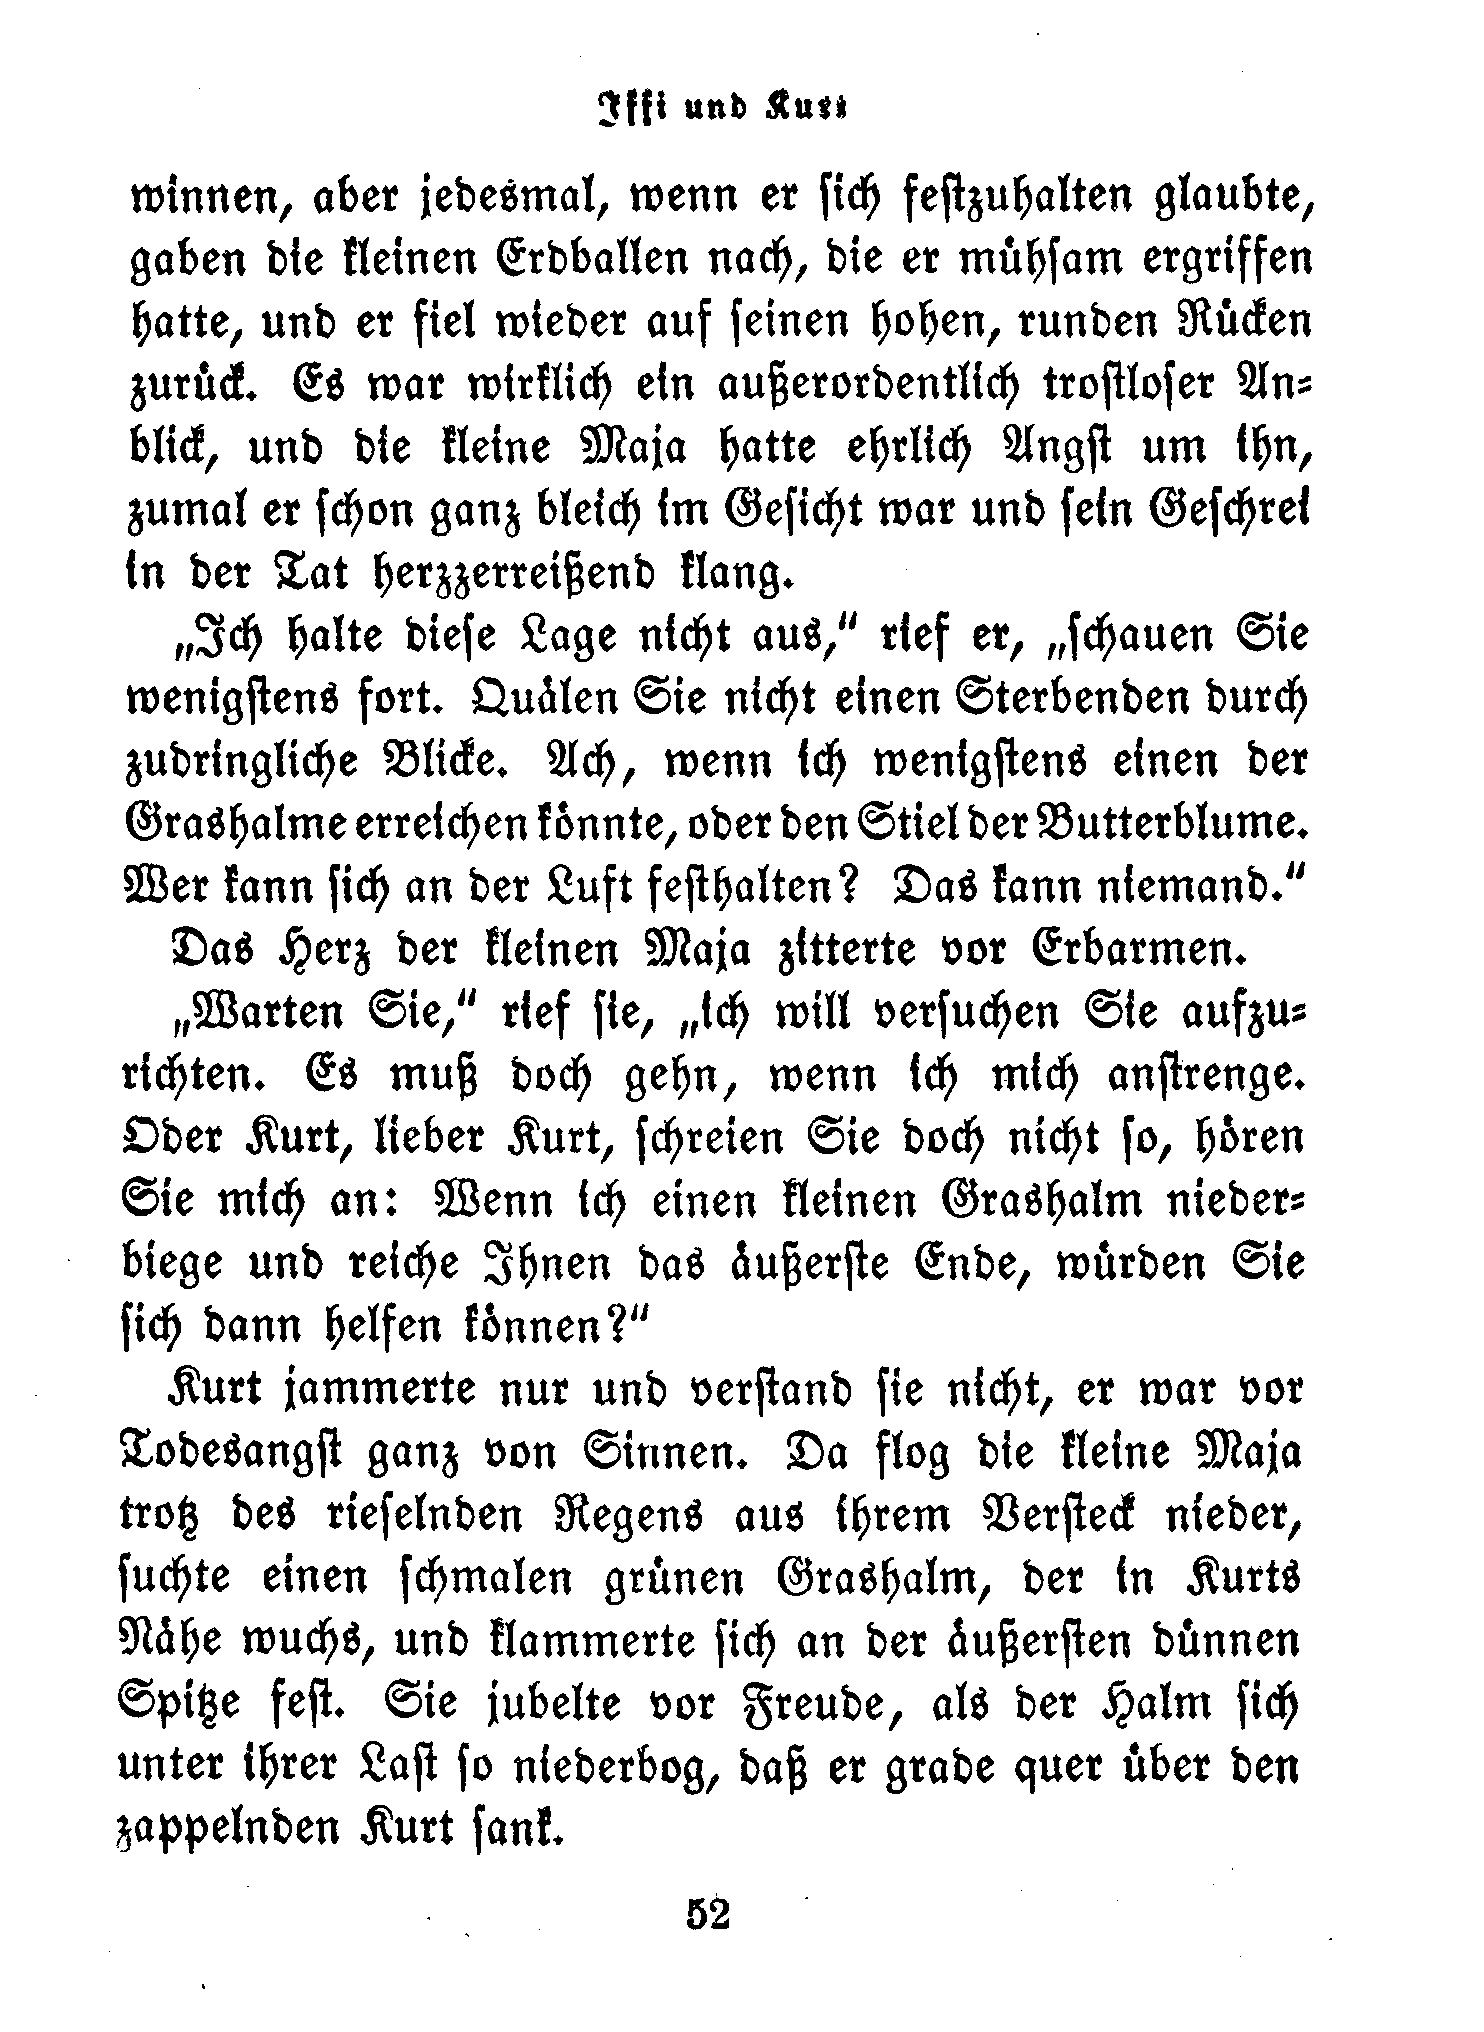 Iffi und Kurt
winnen, aber jedesmal, wenn er sich festzuhalten glaubte,
gaben die kleinen Erdballen nach, die er mühsam ergriffen
hatte, und er fiel wieder auf seinen hohen, runden Rücken
zurück. Es war wirklich ein außerordentlich trostloser An-
blick, und die kleine Maja hatte ehrlich Angst um ihn,
zumal er schon ganz bleich im Gesicht war und sein Geschrei
in der Tat herzzerreißend klang.
„Ich halte diese Lage nicht aus,“ rief er, „schauen Sie
wenigstens fort. Quälen Sie nicht einen Sterbenden durch
zudringliche Blicke. Ach, wenn ich wenigstens einen der
Grashalme erreichen könnte, oder den Stiel der Butterblume.
Wer kann sich an der Luft festhalten? Das kann niemand.“
Das Herz der kleinen Maja zitterte vor Erbarmen.
„Warten Sie,“ rief sie, „ich will versuchen Sie aufzu-
richten. Es muß doch gehn, wenn ich mich anstrenge.
Oder Kurt, lieber Kurt, schreien Sie doch nicht so, hören
Sie mich an: Wenn ich einen kleinen Grashalm nieder-
biege und reiche Ihnen das äußerste Ende, würden Sie
sich dann helfen können?“
Kurt jammerte nur und verstand sie nicht, er war vor
Todesangst ganz von Sinnen. Da flog die kleine Maja
trotz des rieselnden Regens aus ihrem Versteck nieder,
suchte einen schmalen grünen Grashalm, der in Kurts
Nähe wuchs, und klammerte sich an der äußersten dünnen
Spitze fest. Sie jubelte vor Freude, als der Halm sich
unter ihrer Last so niederbog, daß er grade quer über den
zappelnden Kurt sank.
52